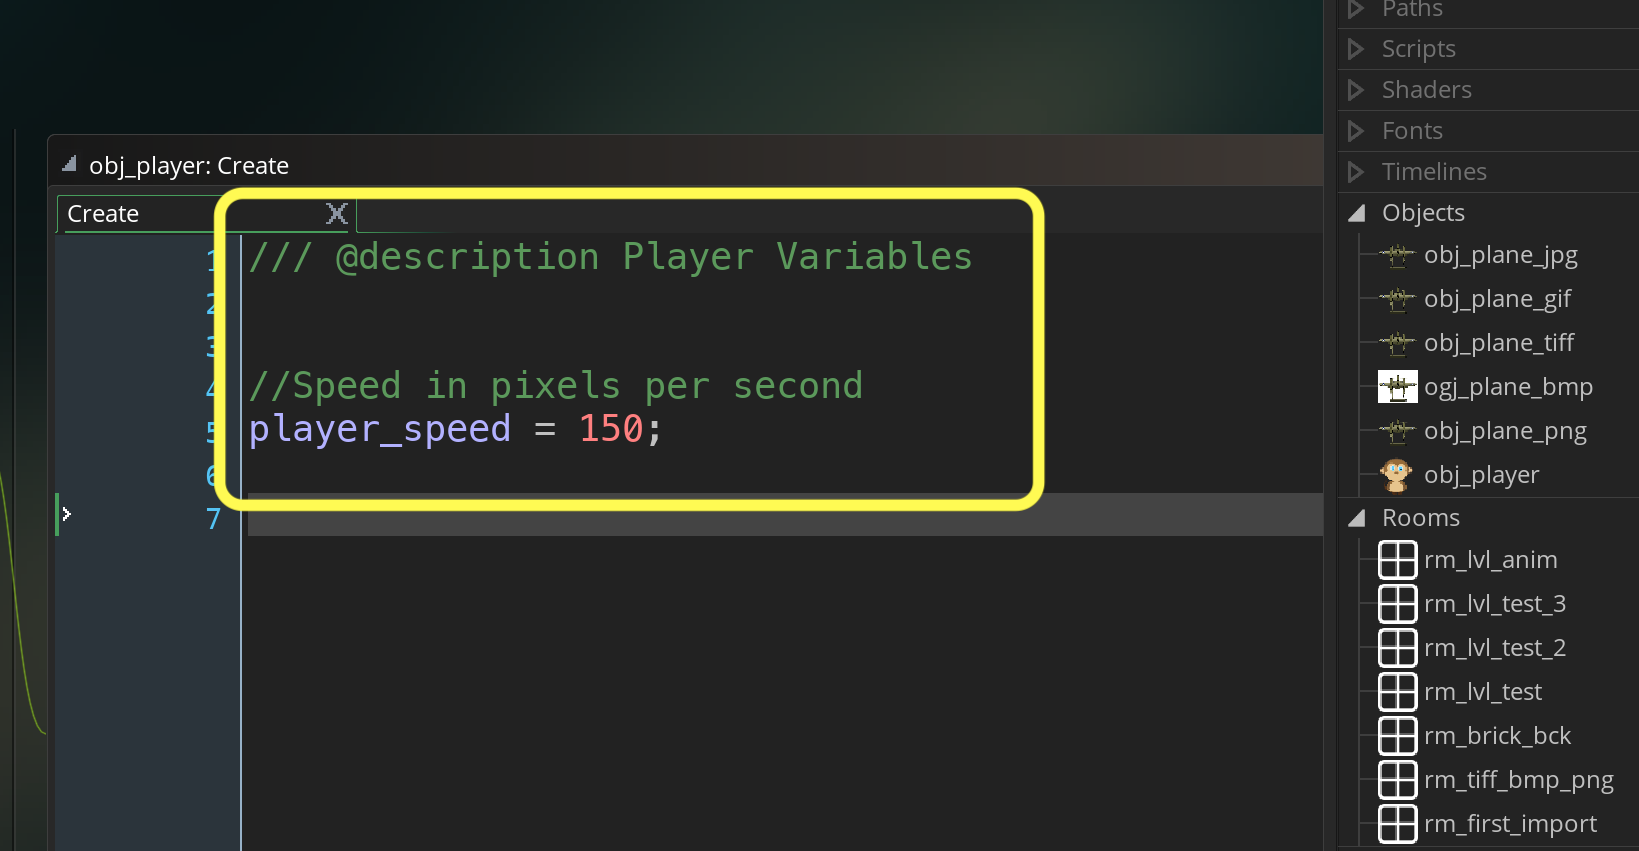 Paths
Scripts
Shaders
Fonts
Timelines
Objects
obj_plane_jpg
obj_plane_gif
obj_plane_tiff
ogj_plane_bmp
obj_plane_png
obj_player
Rooms
rm_lvl_anim
rm_lvl_test_3
rm_lvl_test_2
rm_lvl_test
rm_brick_bck
rm_tiff_bmp_png
rm_first_import
obj_player: Create
Create
1 /// @description Player Variables
2
3
4 //Speed in pixels per second
5 player_speed = 150;
6
7